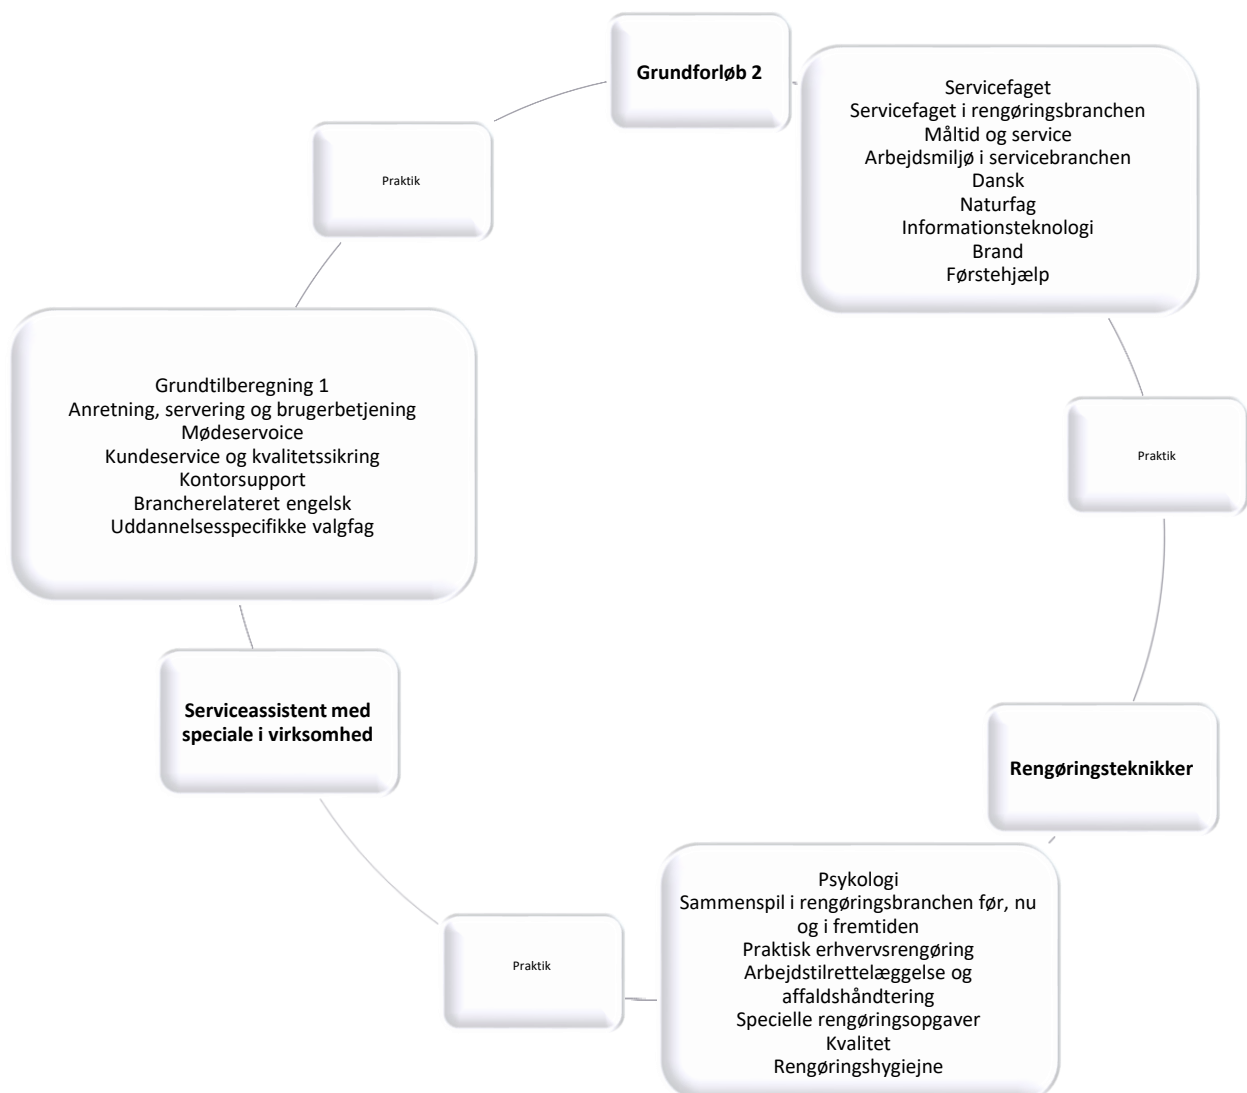 Grundforløb 2
Servicefaget
Servicefaget i rengøringsbranchen
Måltid og service
Arbejdsmiljø i servicebranchen
Dansk
Naturfag
Informationsteknologi
Brand
Førstehjælp
Praktik
Rengøringsteknikker
Psykologi
Sammenspil i rengøringsbranchen før, nu
og i fremtiden
Praktisk erhvervsrengøring
Arbejdstilrettelæggelse og
affaldshåndtering
Specielle rengøringsopgaver
Kvalitet
Rengøringshygiejne
Praktik
Serviceassistent med
speciale i virksomhed
Grundtilberegning 1
Anretning, servering og brugerbetjening
Mødeservoice
Kundeservice og kvalitetssikring
Kontorsupport
Brancherelateret engelsk
Uddannelsesspecifikke valgfag
Praktik